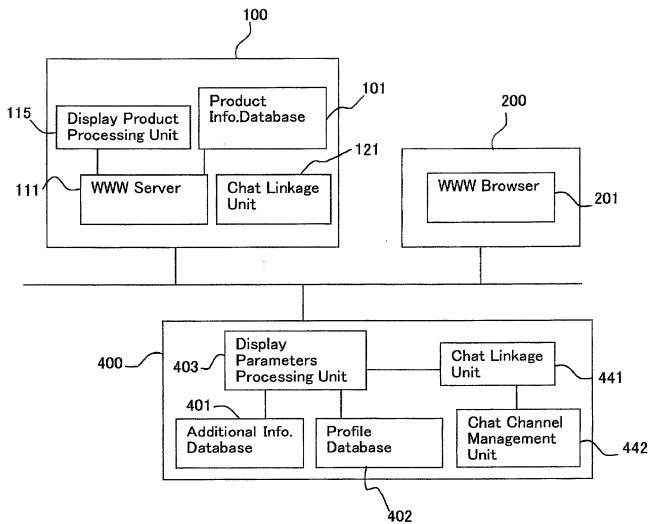 100
115
Display Product
Processing Unit
Product
Info.Database
101
111
WWW Server
Chat Linkage
Unit
121
200
WWW Browser
201
400
403
Display
Parameters
Processing Unit
Chat Linkage
Unit
441
401
Additional Info.
Database
Profile
Database
402
Chat Channel
Management
Unit
442